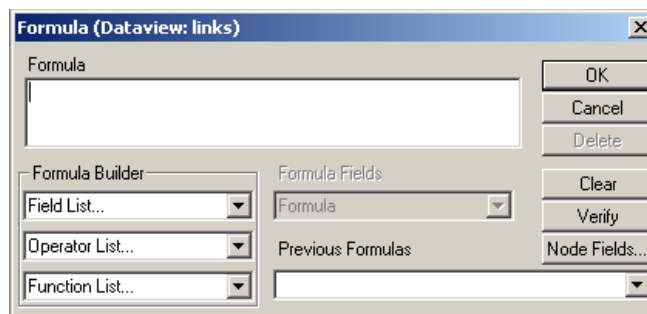 Formula (Dataview: links)
Formula
OK
Cancel
Delete
Formula Builder
Formula Fields
Clear
Field List...
Formula
Verify
Operator List...
Previous Formulas
Node Fields...
Function List...